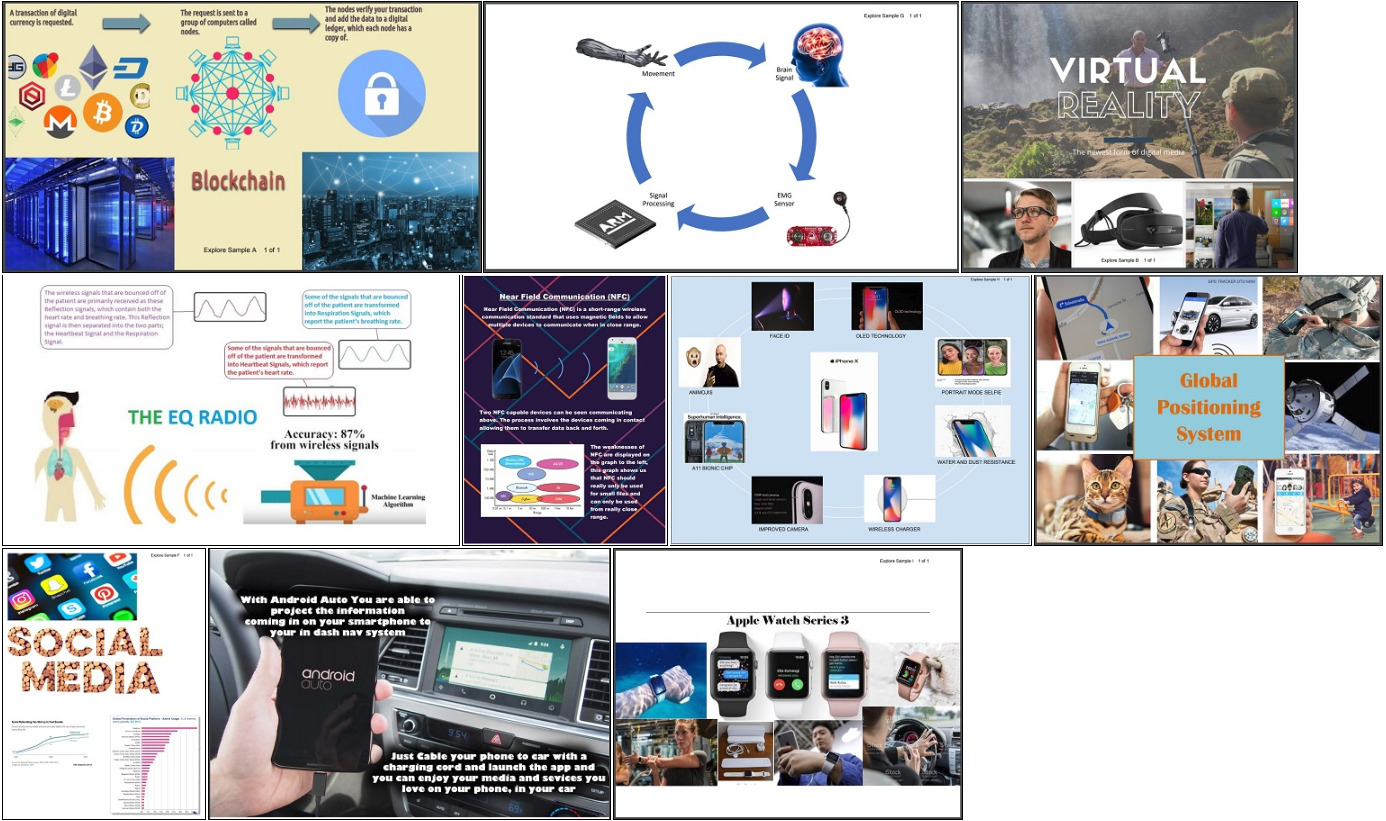 A transaction of digital
currency is requested.
The request is sent to a
group of computers called
nodes.
The nodes verify your transaction
and add the data to a digital
ledger, which each node has a
copy of.
Blockchain
Explore Sample A 1 of 1
Explore Sample G 1 of 1
Movement
Brain
Signal
EMG
Sensor
Signal
Processing
ARM
VIRTUAL
REALITY
The newest form of digital media
Explore Sample B 1 of 1
The wireless signals that are bounced off of
the patient are primarily received as these
Reflection signals, which contain both the
heart rate and breathing rate. This Reflection
signal is then separated into the two parts;
the Heartbeat Signal and the Respiration
Signal.
Some of the signals that are bounced
off of the patient are transformed
into Respiration Signals, which
report the patient's breathing rate.
Some of the signals that are bounced
off of the patient are transformed
into Heartbeat Signals, which report
the patient's heart rate.
THE EQ RADIO
Accuracy: 87%
from wireless signals
Machine Learning
Algorithm
Near Field Communication (NFC)
Near Field Communication (NFC) is a short-range wireless
communication standard that uses magnetic fields to allow
multiple devices to communicate when in close range.
Two NFC capable devices can be seen communicating
above. The process involves the devices coming in contact
allowing them to transfer data back and forth.
The weaknesses of
NFC are displayed on
the graph to the left,
this graph shows us
that NFC should
really only be used
for small files and
can only be used
from really close
range.
Range
Explore Sample H 1 of 1
FACE ID
OLED technology
OLED TECHNOLOGY
ANIMOJIS
iPhone X
PORTRAIT MODE SELFIE
Superhuman intelligence.
A11 BIONIC CHIP
WATER AND DUST RESISTANCE
IMPROVED CAMERA
WIRELESS CHARGER
Global
Positioning
System
Explore Sample F 1 of 1
Twitter
Facebook
Instagram
Pinterest
SOCIAL
MEDIA
With Android Auto You are able to
project the information
coming in on your smartphone to
your in dash nav system
android
auto
9:54
Just Cable your phone to car with a
charging cord and launch the app and
you can enjoy your media and sevices you
love on your phone, in your car
Explore Sample I 1 of 1
Apple Watch Series 3
iStock
iStock
iStock